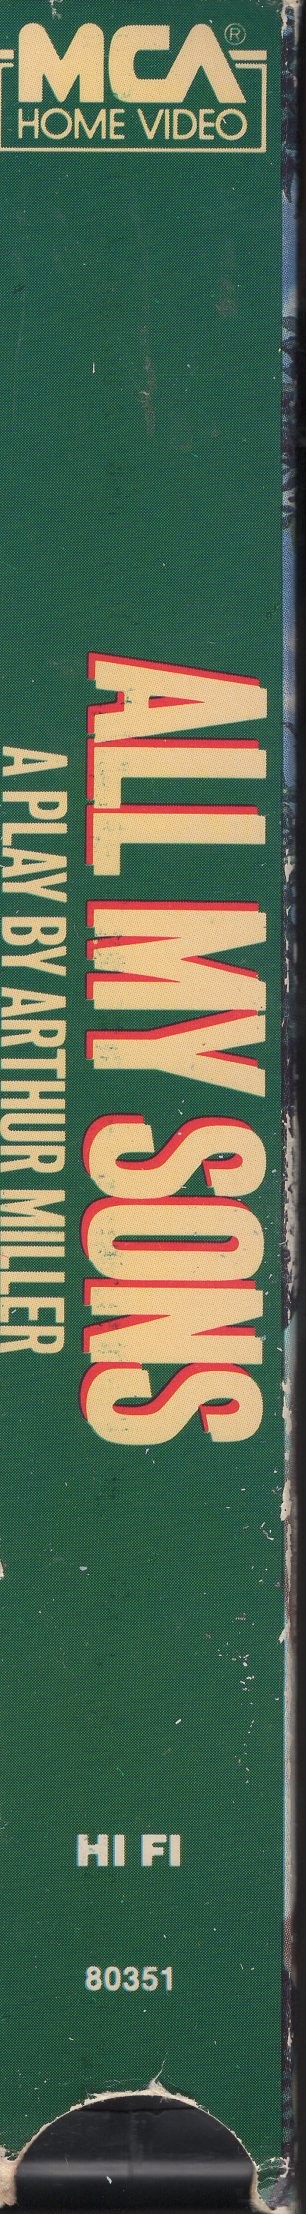 MCA®
HOME VIDEO
ALL MY SONS
A PLAY BY ARTHUR MILLER
HI FI
80351